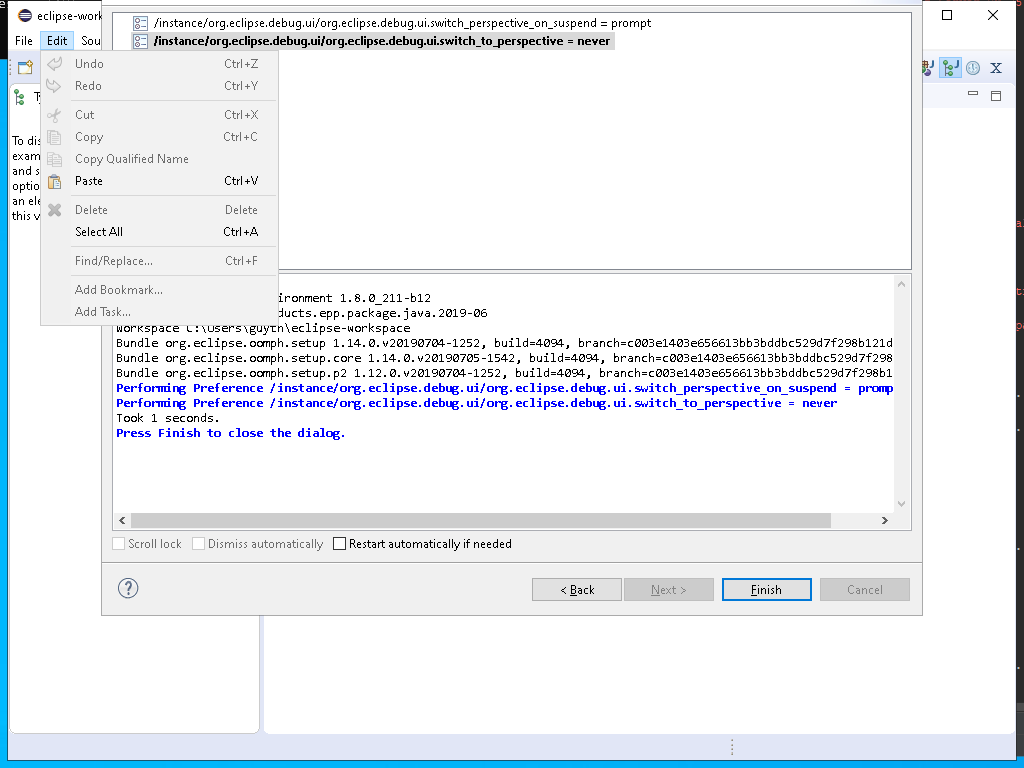 eclipse-work
/instance/org.eclipse.debug.ui/org.eclipse.debug.ui.switch_perspective_on_suspend = prompt
File Edit Sou
/instance/org.eclipse.debug.ui/org.eclipse.debug.ui.switch_to_perspective = never
Undo Ctrl+Z
Redo Ctrl+Y
Cut Ctrl+X
Copy Ctrl+C
Copy Qualified Name
Paste Ctrl+V
Delete Delete
Select All Ctrl+A
Find/Replace... Ctrl+F
Add Bookmark...
Add Task...
To dis
exam
and s
optio
an ele
this v
ironment 1.8.0_211-b12
ducts.epp.package.java.2019-06
Workspace C:\Users\guyth\eclipse-workspace
Bundle org.eclipse.oomph.setup 1.14.0.v20190704-1252, build=4094, branch=c003e1403e656613bb3bddbc529d7f298b121d
Bundle org.eclipse.oomph.setup.core 1.14.0.v20190705-1542, build=4094, branch=c003e1403e656613bb3bddbc529d7f298
Bundle org.eclipse.oomph.setup.p2 1.12.0.v20190704-1252, build=4094, branch=c003e1403e656613bb3bddbc529d7f298b1
Performing Preference /instance/org.eclipse.debug.ui/org.eclipse.debug.ui.switch_perspective_on_suspend = promp
Performing Preference /instance/org.eclipse.debug.ui/org.eclipse.debug.ui.switch_to_perspective = never
Took 1 seconds.
Press Finish to close the dialog.
Scroll lock Dismiss automatically Restart automatically if needed
< Back Next > Finish Cancel